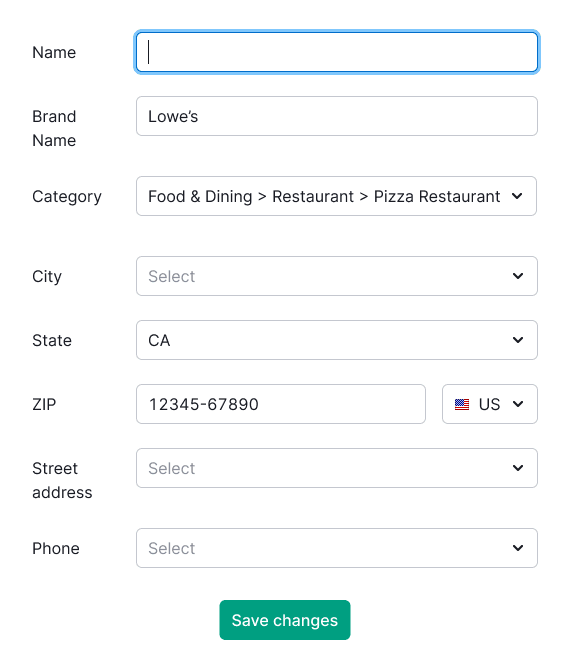 Name
Brand
Name
Lowe’s
Category
Food & Dining > Restaurant > Pizza Restaurant
City
Select
State
CA
ZIP
12345-67890
US
Street
address
Select
Phone
Select
Save changes